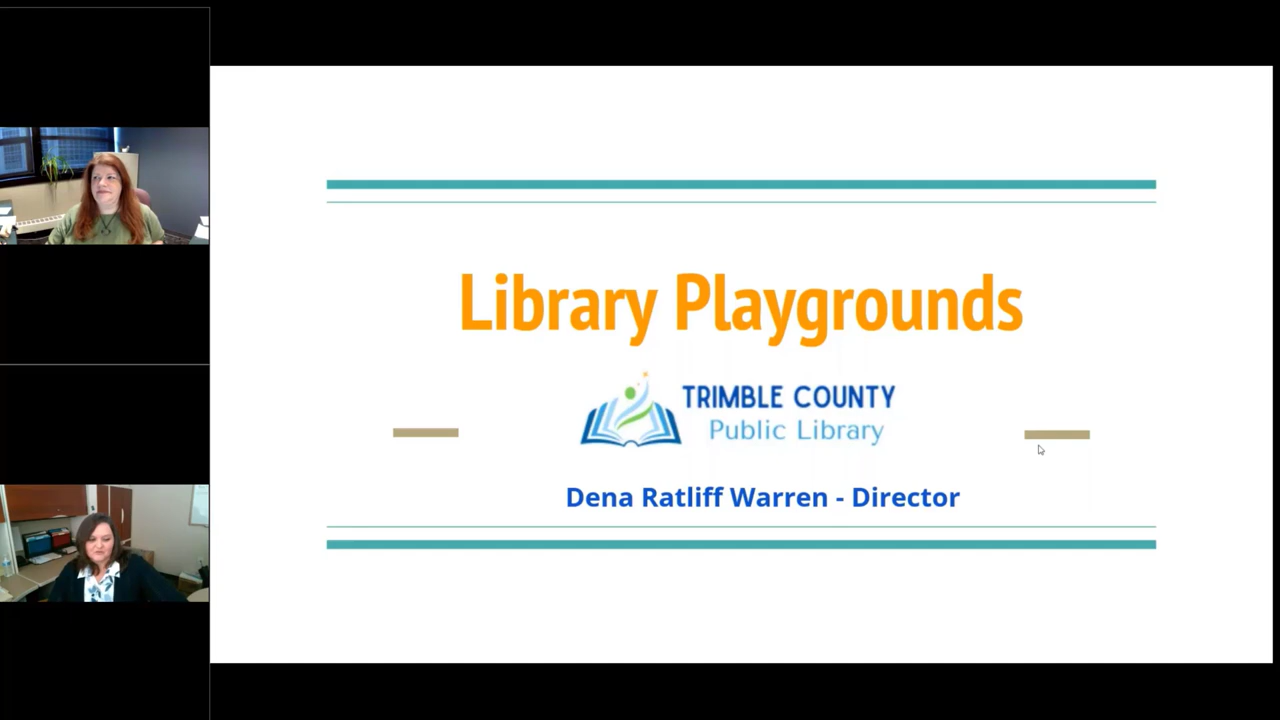 Library Playgrounds
TRIMBLE COUNTY
Public Library
Dena Ratliff Warren - Director